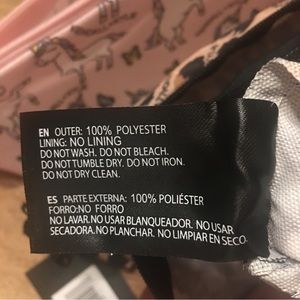 EN OUTER: 100% POLYESTER
LINING: NO LINING
DO NOT WASH. DO NOT BLEACH.
DO NOT TUMBLE DRY. DO NOT IRON.
DO NOT DRY CLEAN.
ES PARTE EXTERNA: 100% POLIÉSTER
FORRO:NO FORRO
NO LAVAR.NO USAR BLANQUEADOR. NO USAR
SECADORA.NO PLANCHAR. NO LIMPIAR EN SECO.